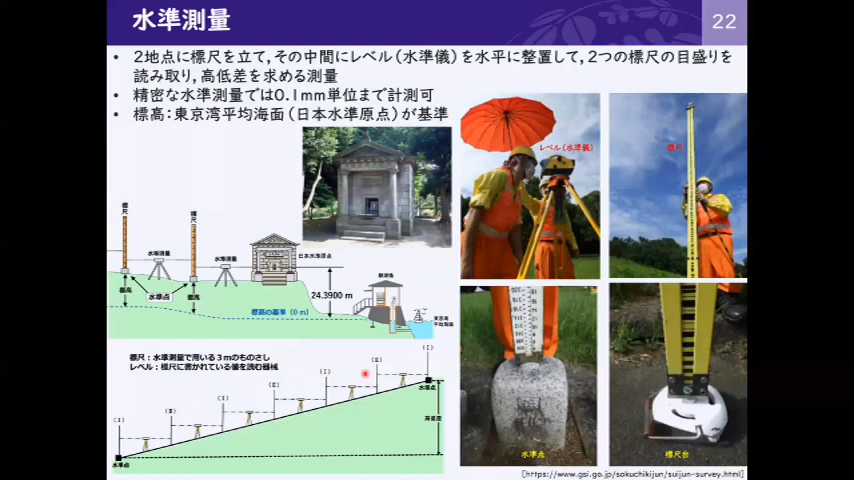 水準測量
22
• 2地点に標尺を立て，その中間にレベル（水準儀）を水平に整置して，2つの標尺の目盛りを
読み取り，高低差を求める測量
• 精密な水準測量では0.1mm単位まで計測可
• 標高：東京湾平均海面（日本水準原点）が基準
レベル（水準儀）
標尺
標尺
標尺
水準測量
水準測量
日本水準原点
標高
水準点
標高
24.3900 m
標高の基準（0 m）
験潮場
東京湾
平均海面
標尺：水準測量で用いる3mのものさし
レベル：標尺に書かれている値を読む器械
(Ⅰ)
(Ⅱ)
(Ⅰ)
(Ⅱ)
(Ⅰ)
(Ⅱ)
(Ⅰ)
水準点
高低差
水準点
水準点
標尺台
[https://www.gsi.go.jp/sokuchikijun/suijun-survey.html]